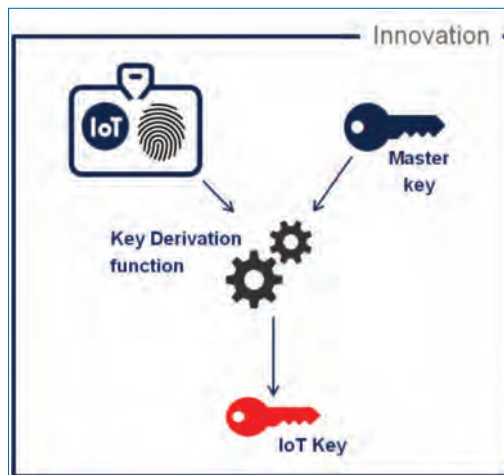 Innovation
IoT
Master
key
Key Derivation
function
IoT Key